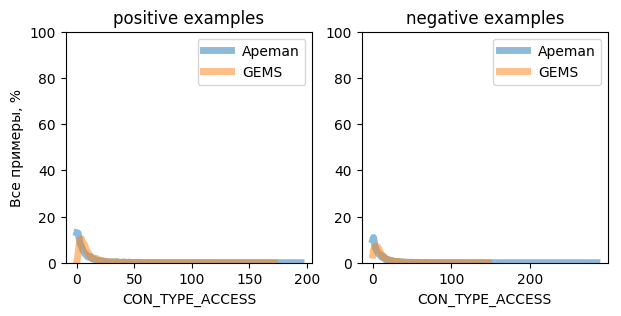 positive examples
negative examples
100
80
60
40
20
0
Все примеры, %
Apeman
GEMS
0
50
100
150
200
CON_TYPE_ACCESS
100
80
60
40
20
0
Apeman
GEMS
0
100
200
CON_TYPE_ACCESS